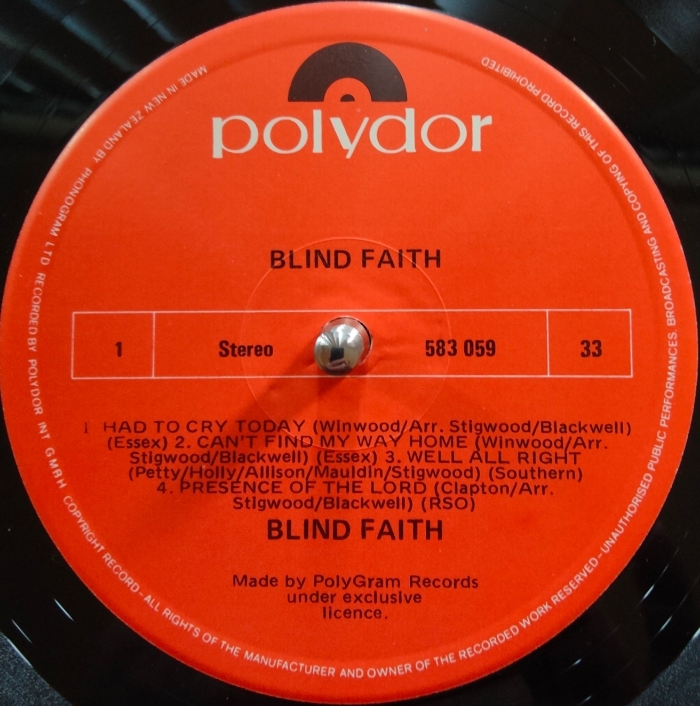 polydor
BLIND FAITH
1 Stereo 583 059 33
1 HAD TO CRY TODAY (Winwood/Arr. Stigwood/Blackwell)
(Essex) 2. CAN'T FIND MY WAY HOME (Winwood/Arr.
Stigwood/Blackwell) (Essex) 3. WELL ALL RIGHT
(Petty/Holly/Allison/Mauldin/Stigwood) (Southern)
4. PRESENCE OF THE LORD (Clapton/Arr.
Stigwood/Blackwell) (RSO)
BLIND FAITH
Made by PolyGram Records
under exclusive
licence.
MADE IN NEW ZEALAND BY PHONOGRAM LTD RECORDED BY POLYDOR INT GMBH COPYRIGHT RECORD - ALL RIGHTS OF THE MANUFACTURER AND OWNER OF THE RECORDED WORK RESERVED - UNAUTHORISED PUBLIC PERFORMANCES. BROADCASTING AND COPYING OF THIS RECORD PROHIBITED